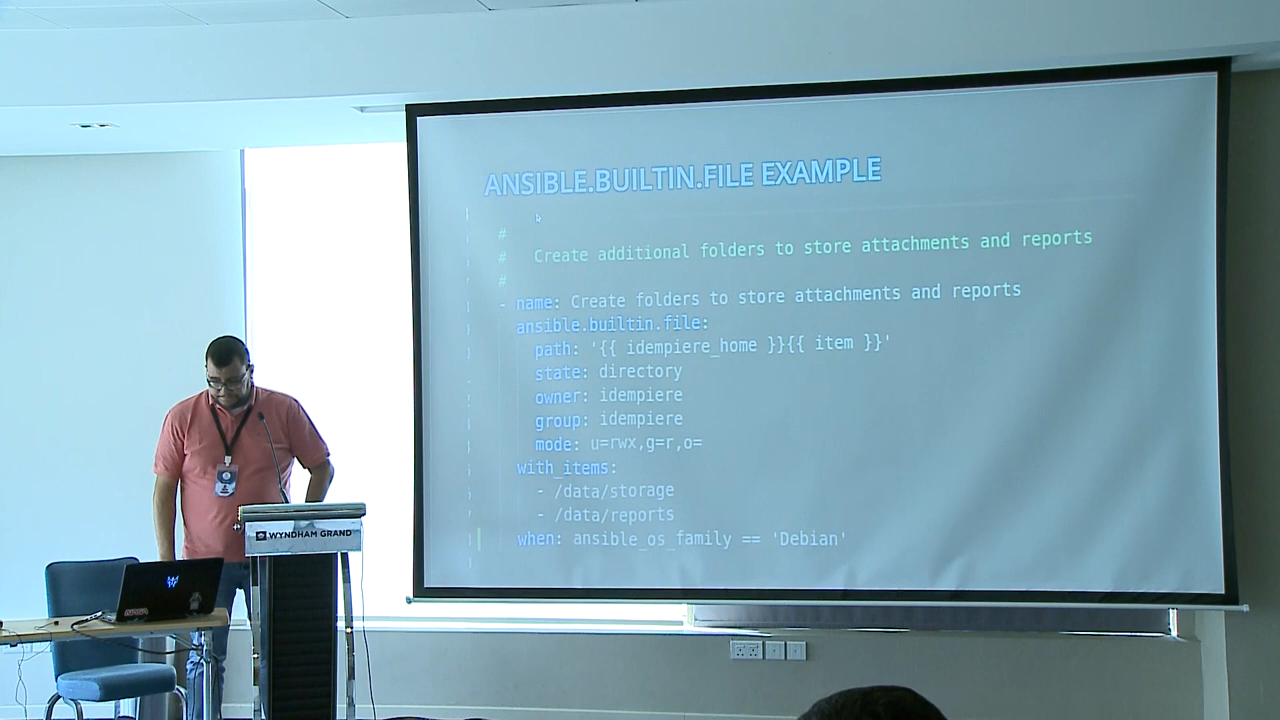 ANSIBLE.BUILTIN.FILE EXAMPLE
#
# Create additional folders to store attachments and reports
#
- name: Create folders to store attachments and reports
ansible.builtin.file:
path: '{{ idempiere_home }}{{ item }}'
state: directory
owner: idempiere
group: idempiere
mode: u=rwx,g=r,o=
with_items:
- /data/storage
- /data/reports
when: ansible_os_family == 'Debian'
WYNDHAM GRAND